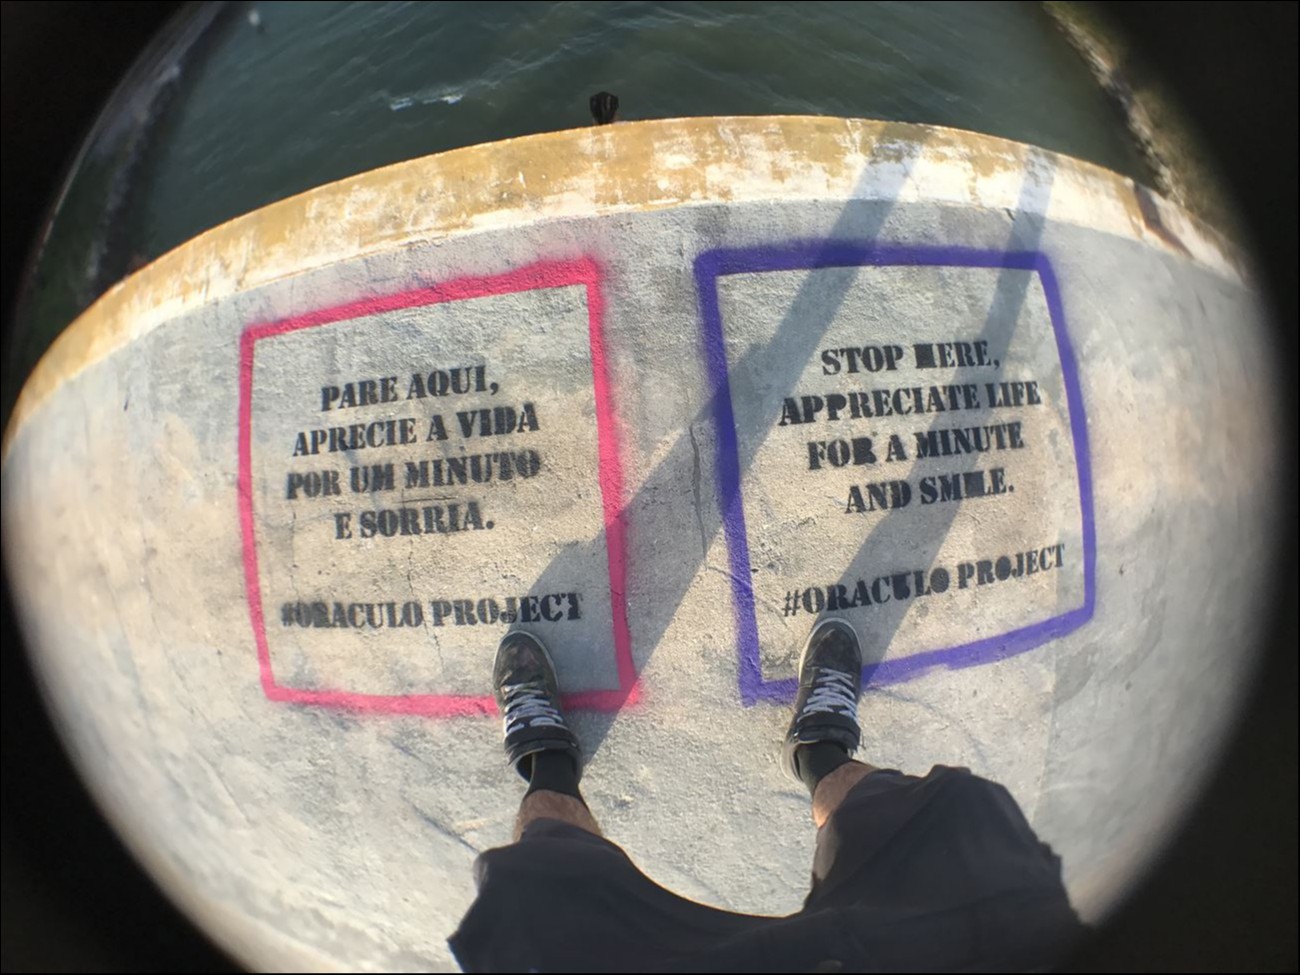 PARE AQUI,
APRECIE A VIDA
POR UM MINUTO
E SORRIA.
#ORACULO PROJECT
STOP HERE,
APPRECIATE LIFE
FOR A MINUTE
AND SMILE.
#ORACULO PROJECT